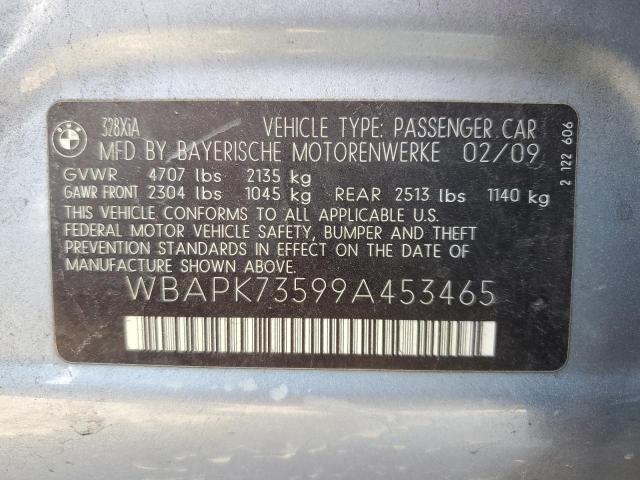 BMW
328XiA
VEHICLE TYPE: PASSENGER CAR
MFD BY BAYERISCHE MOTORENWERKE 02/09
GVWR 4707 lbs 2135 kg
GAWR FRONT 2304 lbs 1045 kg REAR 2513 lbs 1140 kg
THIS VEHICLE CONFORMS TO ALL APPLICABLE U.S.
FEDERAL MOTOR VEHICLE SAFETY, BUMPER AND THEFT
PREVENTION STANDARDS IN EFFECT ON THE DATE OF
MANUFACTURE SHOWN ABOVE.
WBAPK73599A453465
2 122 606